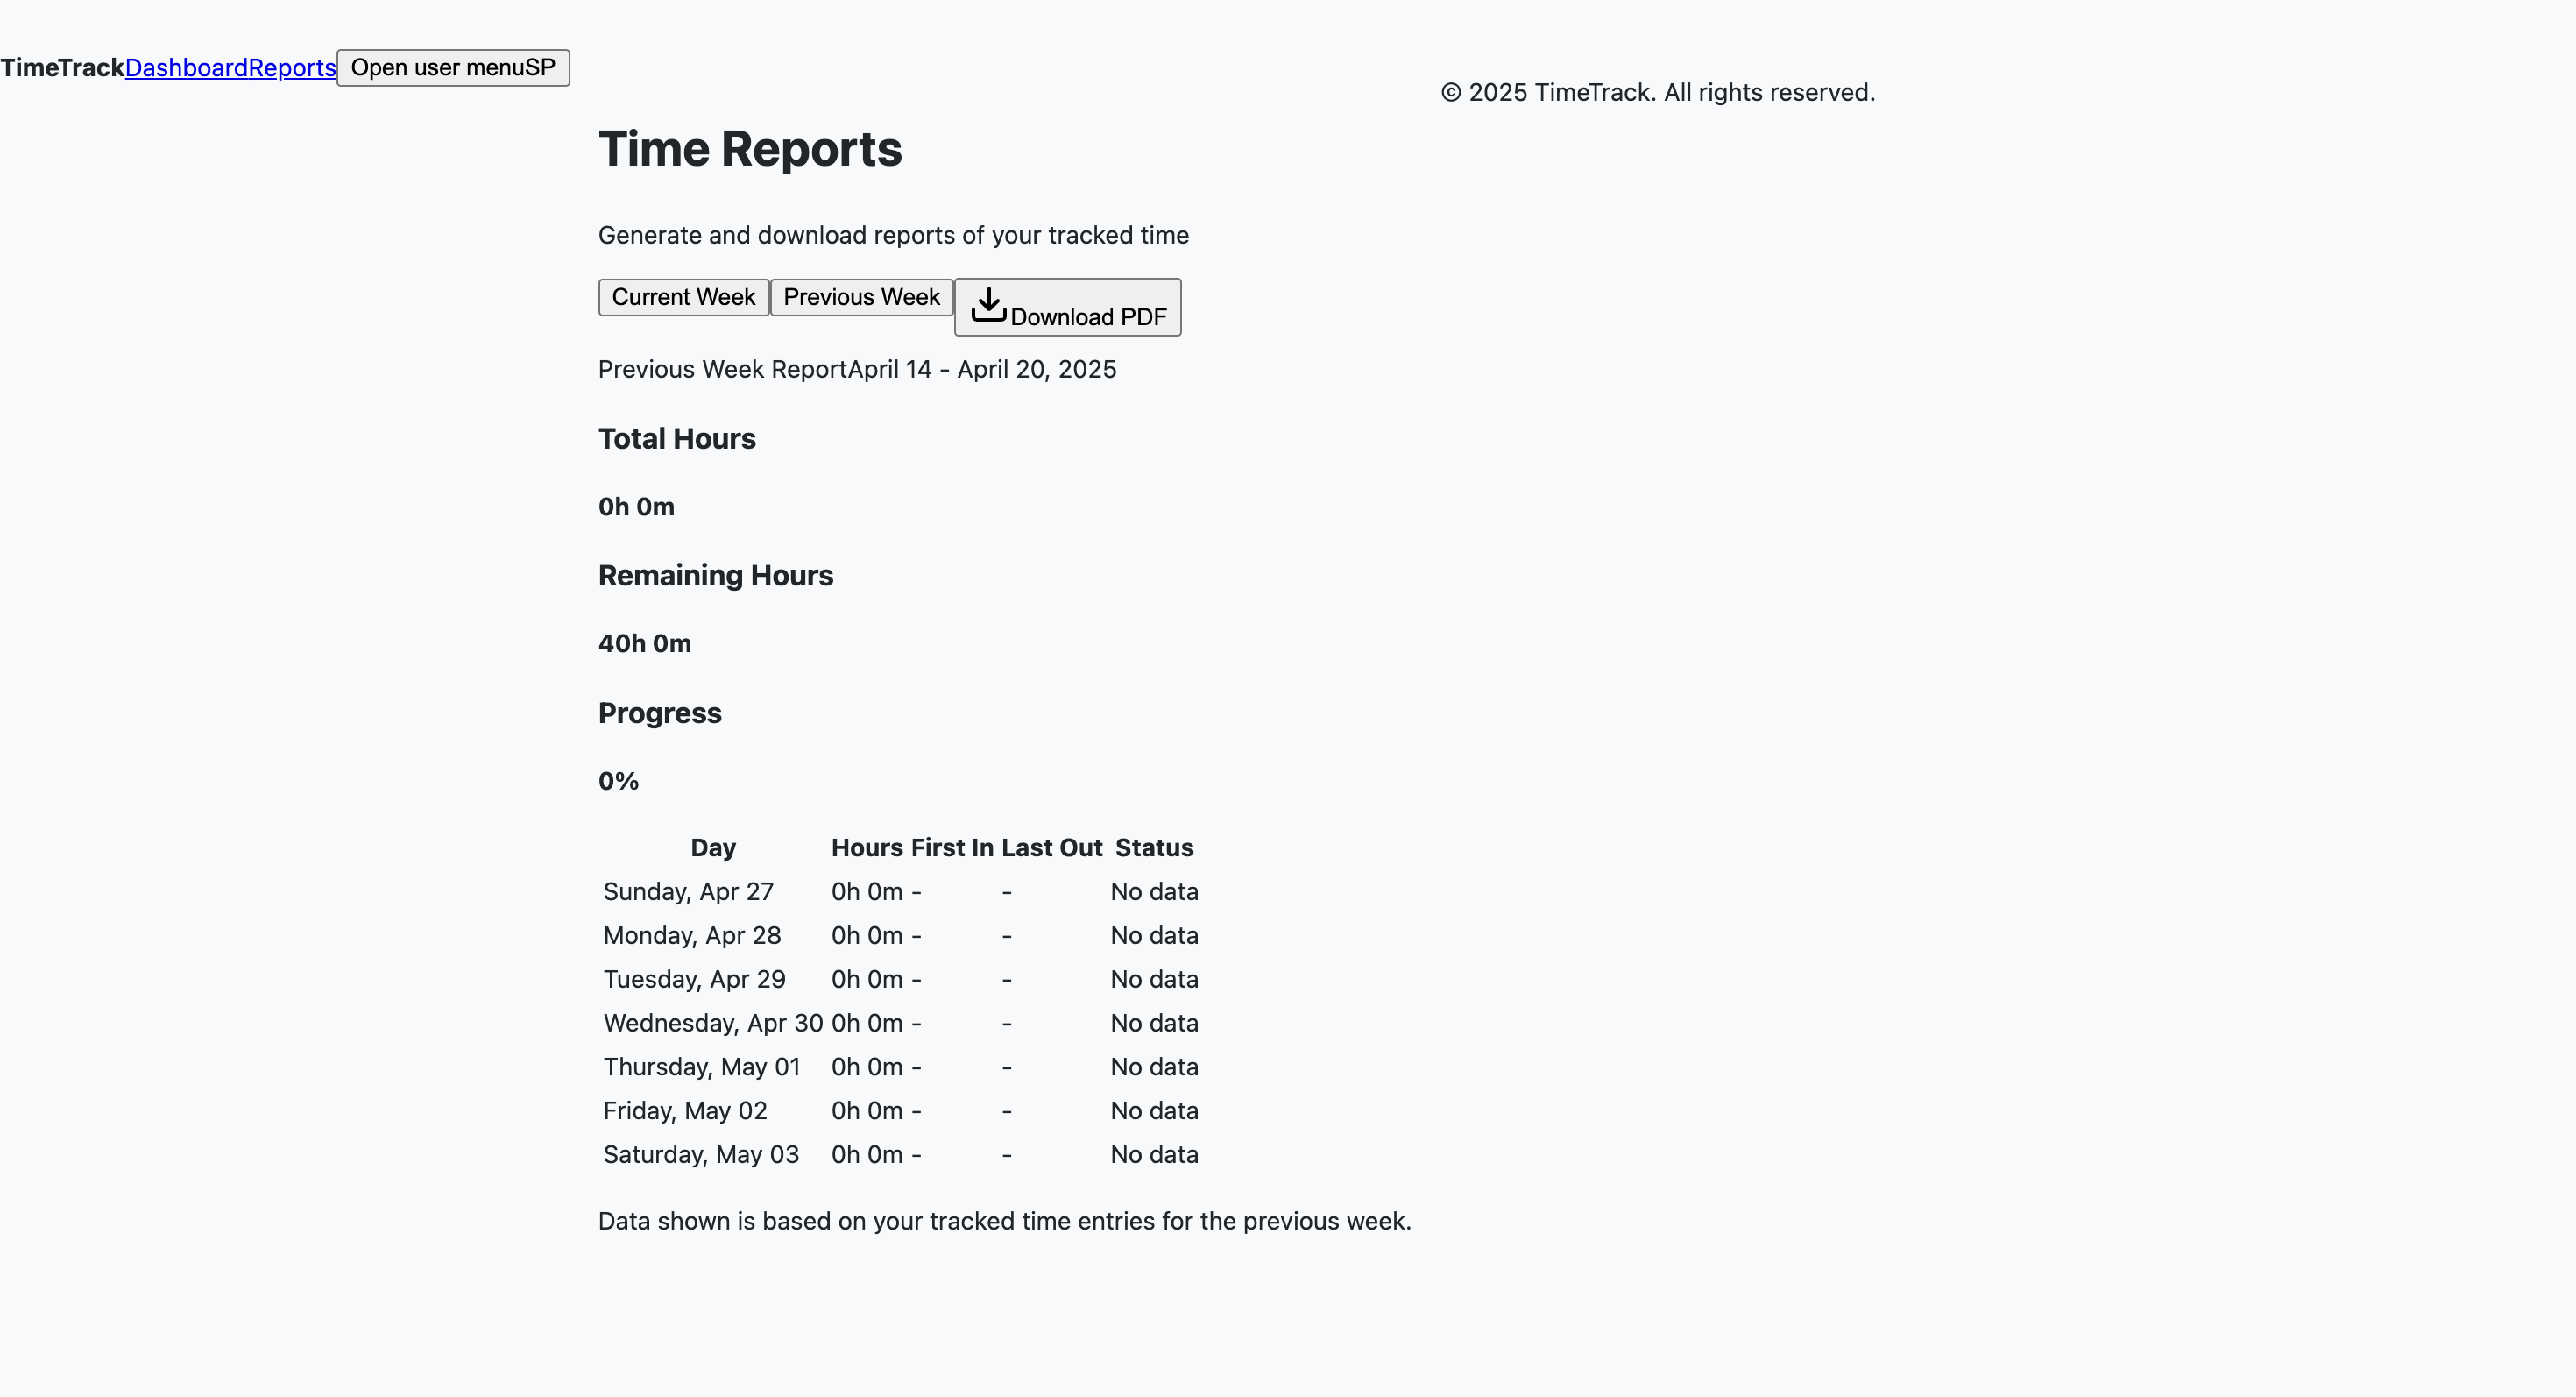 TimeTrackDashboardReportsOpen user menuSP
© 2025 TimeTrack. All rights reserved.
Time Reports
Generate and download reports of your tracked time
Current Week Previous Week Download PDF
Previous Week ReportApril 14 - April 20, 2025
Total Hours
0h 0m
Remaining Hours
40h 0m
Progress
0%
Day Hours First In Last Out Status
Sunday, Apr 27 0h 0m - - No data
Monday, Apr 28 0h 0m - - No data
Tuesday, Apr 29 0h 0m - - No data
Wednesday, Apr 30 0h 0m - - No data
Thursday, May 01 0h 0m - - No data
Friday, May 02 0h 0m - - No data
Saturday, May 03 0h 0m - - No data
Data shown is based on your tracked time entries for the previous week.